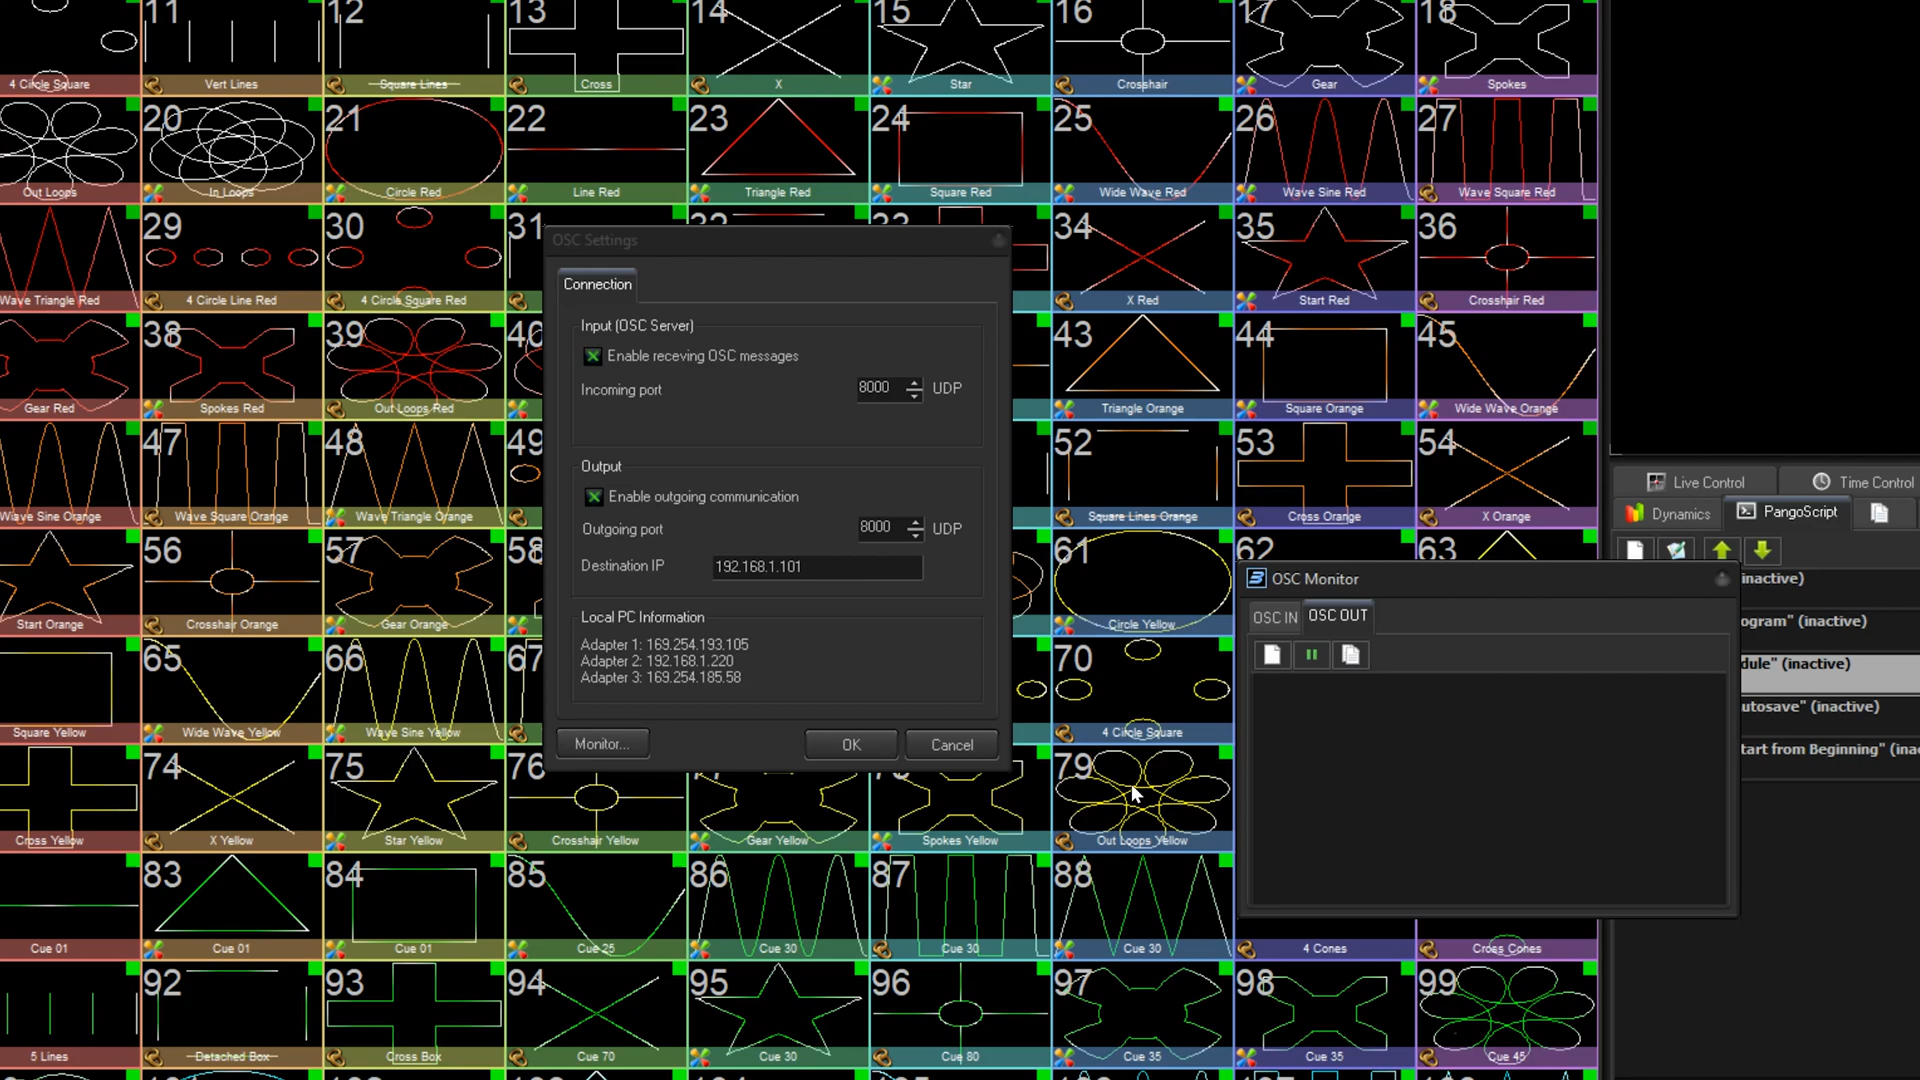 11
12
13
14
15
16
17
18
4 Circle Square
Vert Lines
Square Lines
Cross
X
Star
Crosshair
Gear
Spokes
20
21
22
23
24
25
26
27
Out Loops
In Loops
Circle Red
Line Red
Triangle Red
Square Red
Wide Wave Red
Wave Sine Red
Wave Square Red
29
30
31
32
33
34
35
36
Wave Triangle Red
4 Circle Line Red
4 Circle Square Red
X Red
Start Red
Crosshair Red
38
39
40
43
44
45
Gear Red
Spokes Red
Out Loops Red
Triangle Orange
Square Orange
Wide Wave Orange
47
48
49
52
53
54
Wave Sine Orange
Wave Square Orange
Wave Triangle Orange
Square Lines Orange
Cross Orange
X Orange
56
57
58
61
62
63
Start Orange
Crosshair Orange
Gear Orange
Circle Yellow
65
66
67
70
Square Yellow
Wide Wave Yellow
Wave Sine Yellow
4 Circle Square
74
75
76
77
78
79
Cross Yellow
X Yellow
Star Yellow
Crosshair Yellow
Gear Yellow
Spokes Yellow
Out Loops Yellow
83
84
85
86
87
88
Cue 01
Cue 01
Cue 01
Cue 25
Cue 30
Cue 30
Cue 30
4 Cones
Cross Cones
92
93
94
95
96
97
98
99
5 Lines
Detached Box
Cross Box
Cue 70
Cue 30
Cue 80
Cue 35
Cue 35
Cue 45
OSC Settings
Connection
Input (OSC Server)
Enable receving OSC messages
Incoming port 8000 UDP
Output
Enable outgoing communication
Outgoing port 8000 UDP
Destination IP 192.168.1.101
Local PC Information
Adapter 1: 169.254.193.105
Adapter 2: 192.168.1.220
Adapter 3: 169.254.185.58
Monitor... OK Cancel
Live Control Time Control
Dynamics PangoScript
OSC Monitor
OSC IN OSC OUT
inactive)
ogram" (inactive)
dule" (inactive)
utosave" (inactive)
tart from Beginning" (ina